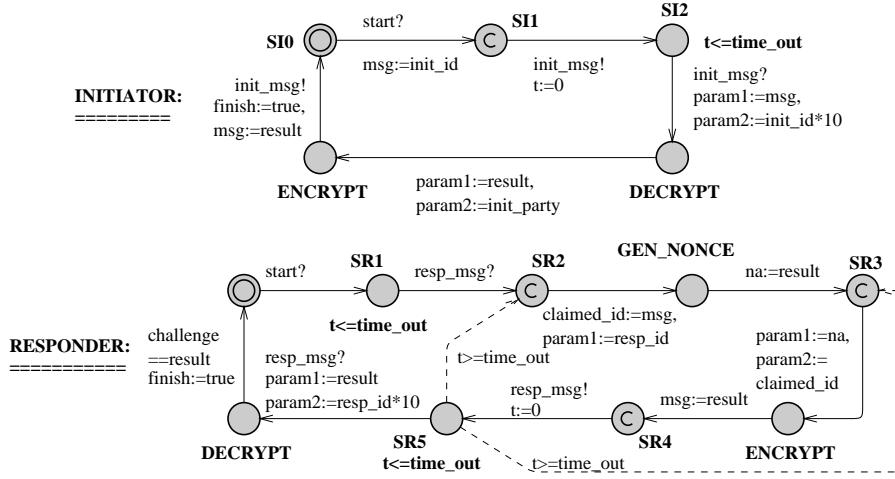 start?
SI0
C
SI1
SI2
t<=time_out
msg:=init_id
init_msg!
t:=0
INITIATOR:
=========
init_msg!
finish:=true,
msg:=result
init_msg?
param1:=msg,
param2:=init_id*10
ENCRYPT
param1:=result,
param2:=init_party
DECRYPT
RESPONDER:
===========
start?
SR1
t<=time_out
resp_msg?
SR2
C
GEN_NONCE
claimed_id:=msg,
param1:=resp_id
na:=result
SR3
C
challenge
==result
finish:=true
resp_msg?
param1:=result
param2:=resp_id*10
t>=time_out
resp_msg!
t:=0
msg:=result
param1:=na,
param2:=
claimed_id
DECRYPT
SR5
t<=time_out
C
SR4
ENCRYPT
t>=time_out